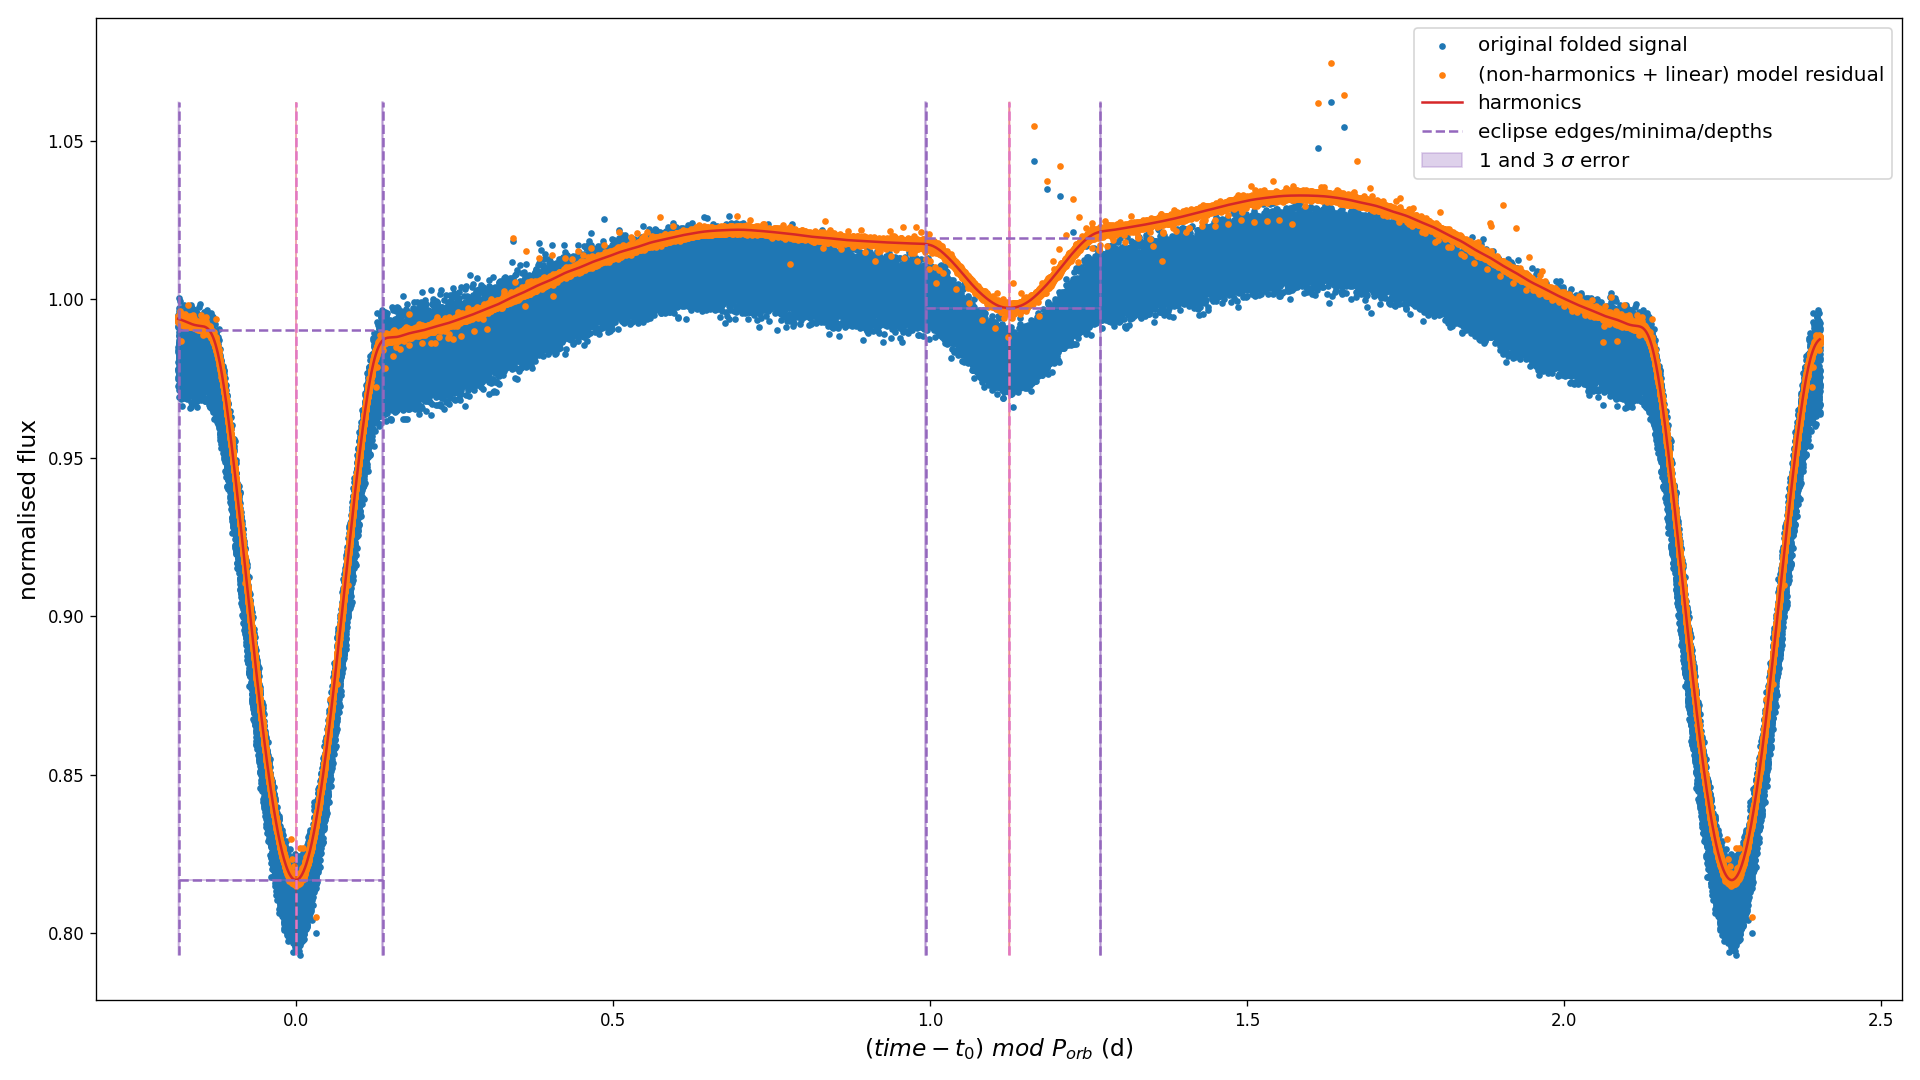 original folded signal
(non-harmonics + linear) model residual
harmonics
eclipse edges/minima/depths
1 and 3 σ error
normalised flux
1.05
1.00
0.95
0.90
0.85
0.80
0.0 0.5 1.0 1.5 2.0 2.5
(time − t₀) mod Pₒᵣb (d)